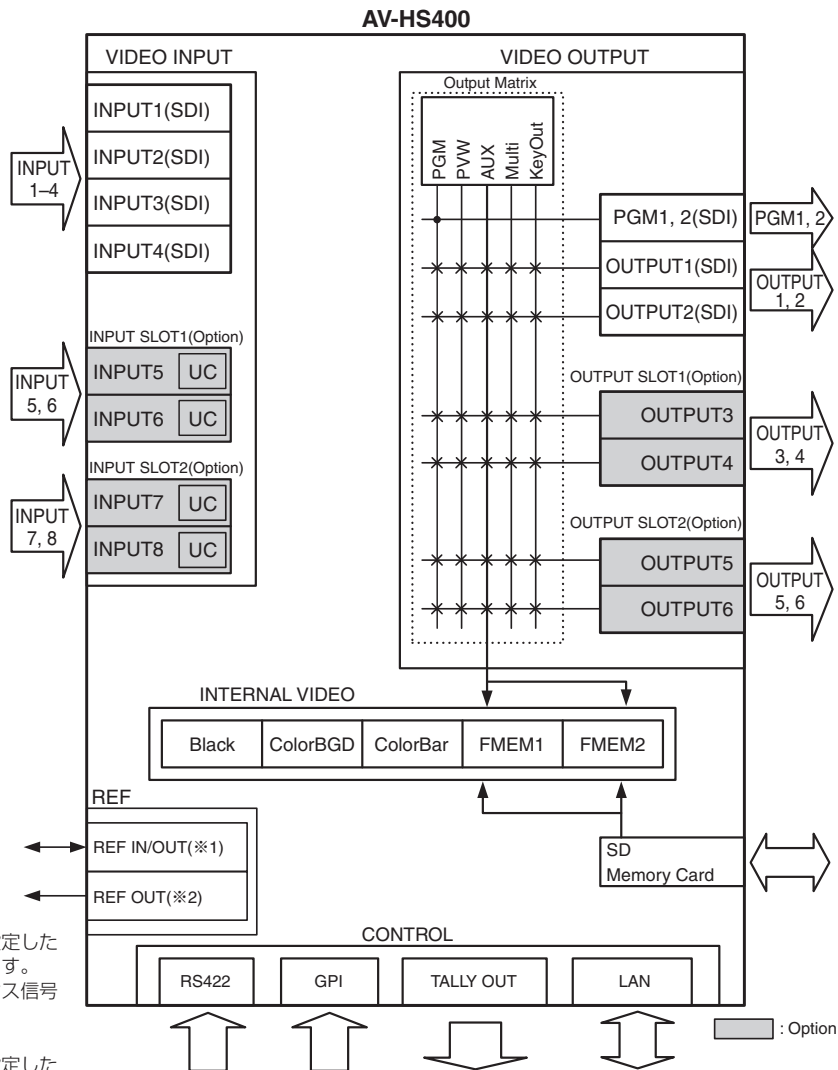 AV-HS400
VIDEO INPUT
INPUT1(SDI)
INPUT2(SDI)
INPUT3(SDI)
INPUT4(SDI)
INPUT
1–4
INPUT SLOT1(Option)
INPUT5 UC
INPUT6 UC
INPUT
5, 6
INPUT SLOT2(Option)
INPUT7 UC
INPUT8 UC
INPUT
7, 8
VIDEO OUTPUT
Output Matrix
PGM
PVW
AUX
Multi
KeyOut
PGM1, 2(SDI)
PGM1, 2
OUTPUT1(SDI)
OUTPUT2(SDI)
OUTPUT
1, 2
OUTPUT SLOT1(Option)
OUTPUT3
OUTPUT4
OUTPUT
3, 4
OUTPUT SLOT2(Option)
OUTPUT5
OUTPUT6
OUTPUT
5, 6
INTERNAL VIDEO
Black ColorBGD ColorBar FMEM1 FMEM2
REF
REF IN/OUT(※1)
REF OUT(※2)
SD
Memory Card
定した
す。
ス信号
定した
CONTROL
RS422 GPI TALLY OUT LAN
: Option